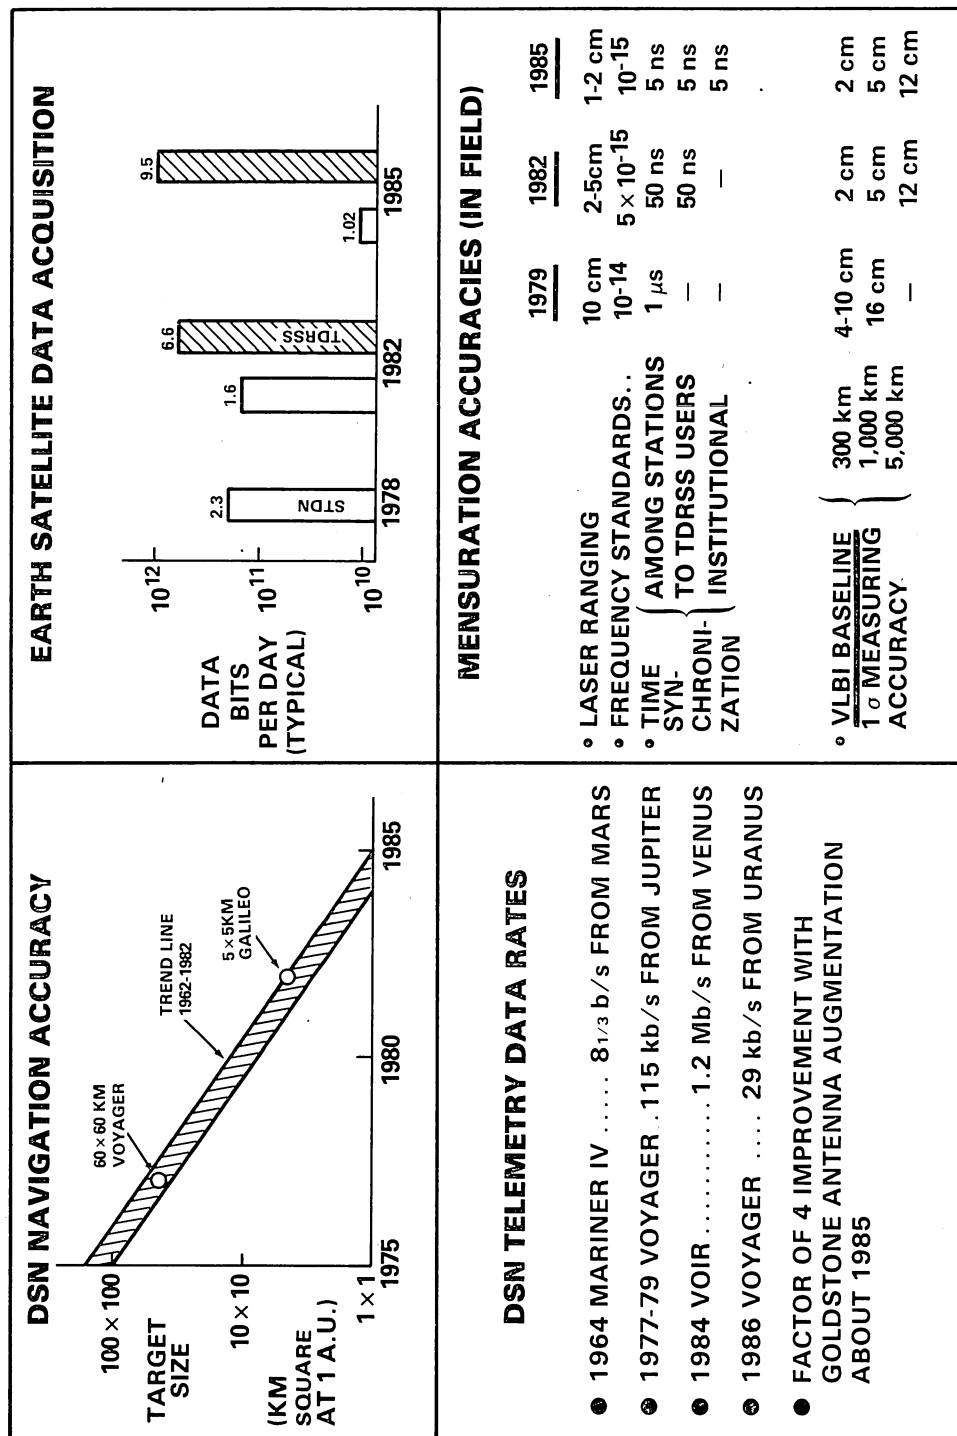 DSN NAVIGATION ACCURACY
TARGET
SIZE
(KM
SQUARE
AT 1 A.U.)
100 × 100
10 × 10
1 × 1
60 × 60 KM
VOYAGER
TREND LINE
1962-1982
5 × 5KM
GALILEO
1975
1980
1985
EARTH SATELLITE DATA ACQUISITION
DATA
BITS
PER DAY
(TYPICAL)
10¹²
10¹¹
10¹⁰
2.3
STDN
1.6
6.6
TDRSS
1.02
9.5
1978
1982
1985
DSN TELEMETRY DATA RATES
● 1964 MARINER IV ..... 8 1/3 b/s FROM MARS
● 1977-79 VOYAGER .. 115 kb/s FROM JUPITER
● 1984 VOIR ............ 1.2 Mb/s FROM VENUS
● 1986 VOYAGER .... 29 kb/s FROM URANUS
● FACTOR OF 4 IMPROVEMENT WITH
GOLDSTONE ANTENNA AUGMENTATION
ABOUT 1985
MENSURATION ACCURACIES (IN FIELD)
1979 1982 1985
• LASER RANGING 10 cm 2-5cm 1-2 cm
• FREQUENCY STANDARDS.. 10-14 5 × 10-15 10-15
• TIME AMONG STATIONS 1 μs 50 ns 5 ns
SYN- TO TDRSS USERS — 50 ns 5 ns
CHRONI- INSTITUTIONAL — — 5 ns
ZATION
• VLBI BASELINE 300 km 4-10 cm 2 cm 2 cm
1 σ MEASURING 1,000 km 16 cm 5 cm 5 cm
ACCURACY 5,000 km — 12 cm 12 cm